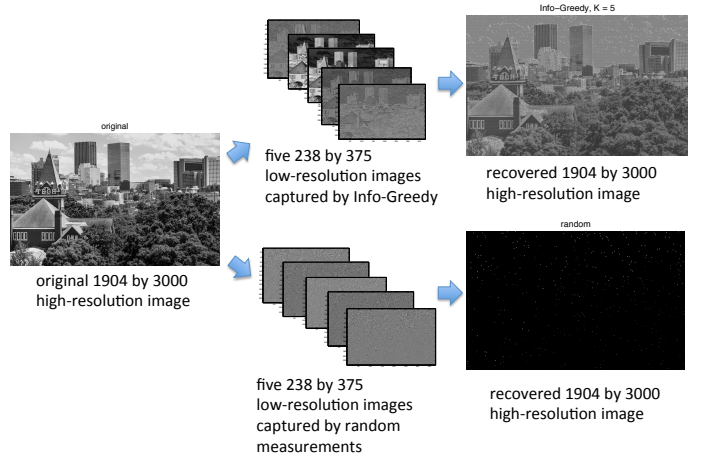 original
original 1904 by 3000
high-resolution image
five 238 by 375
low-resolution images
captured by Info-Greedy
Info-Greedy, K = 5
recovered 1904 by 3000
high-resolution image
five 238 by 375
low-resolution images
captured by random
measurements
random
recovered 1904 by 3000
high-resolution image